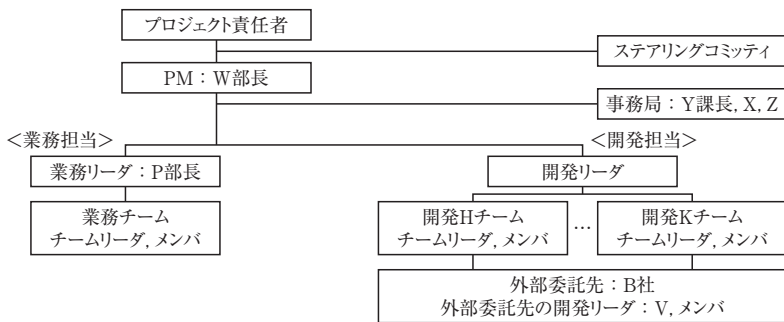 プロジェクト責任者
ステアリングコミッティ
PM：W部長
事務局：Y課長，X，Z
＜業務担当＞
＜開発担当＞
業務リーダ：P部長
開発リーダ
業務チーム
チームリーダ，メンバ
開発Hチーム
チームリーダ，メンバ
…
開発Kチーム
チームリーダ，メンバ
外部委託先：B社
外部委託先の開発リーダ：V，メンバ